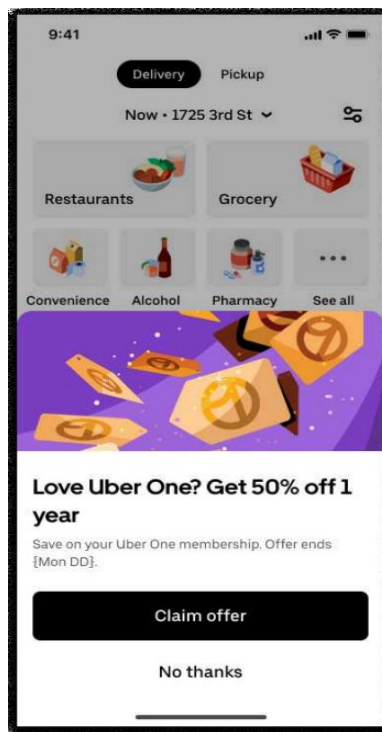 9:41
Delivery Pickup
Now • 1725 3rd St
Restaurants Grocery
Convenience Alcohol Pharmacy See all
Love Uber One? Get 50% off 1
year
Save on your Uber One membership. Offer ends
{Mon DD}.
Claim offer
No thanks